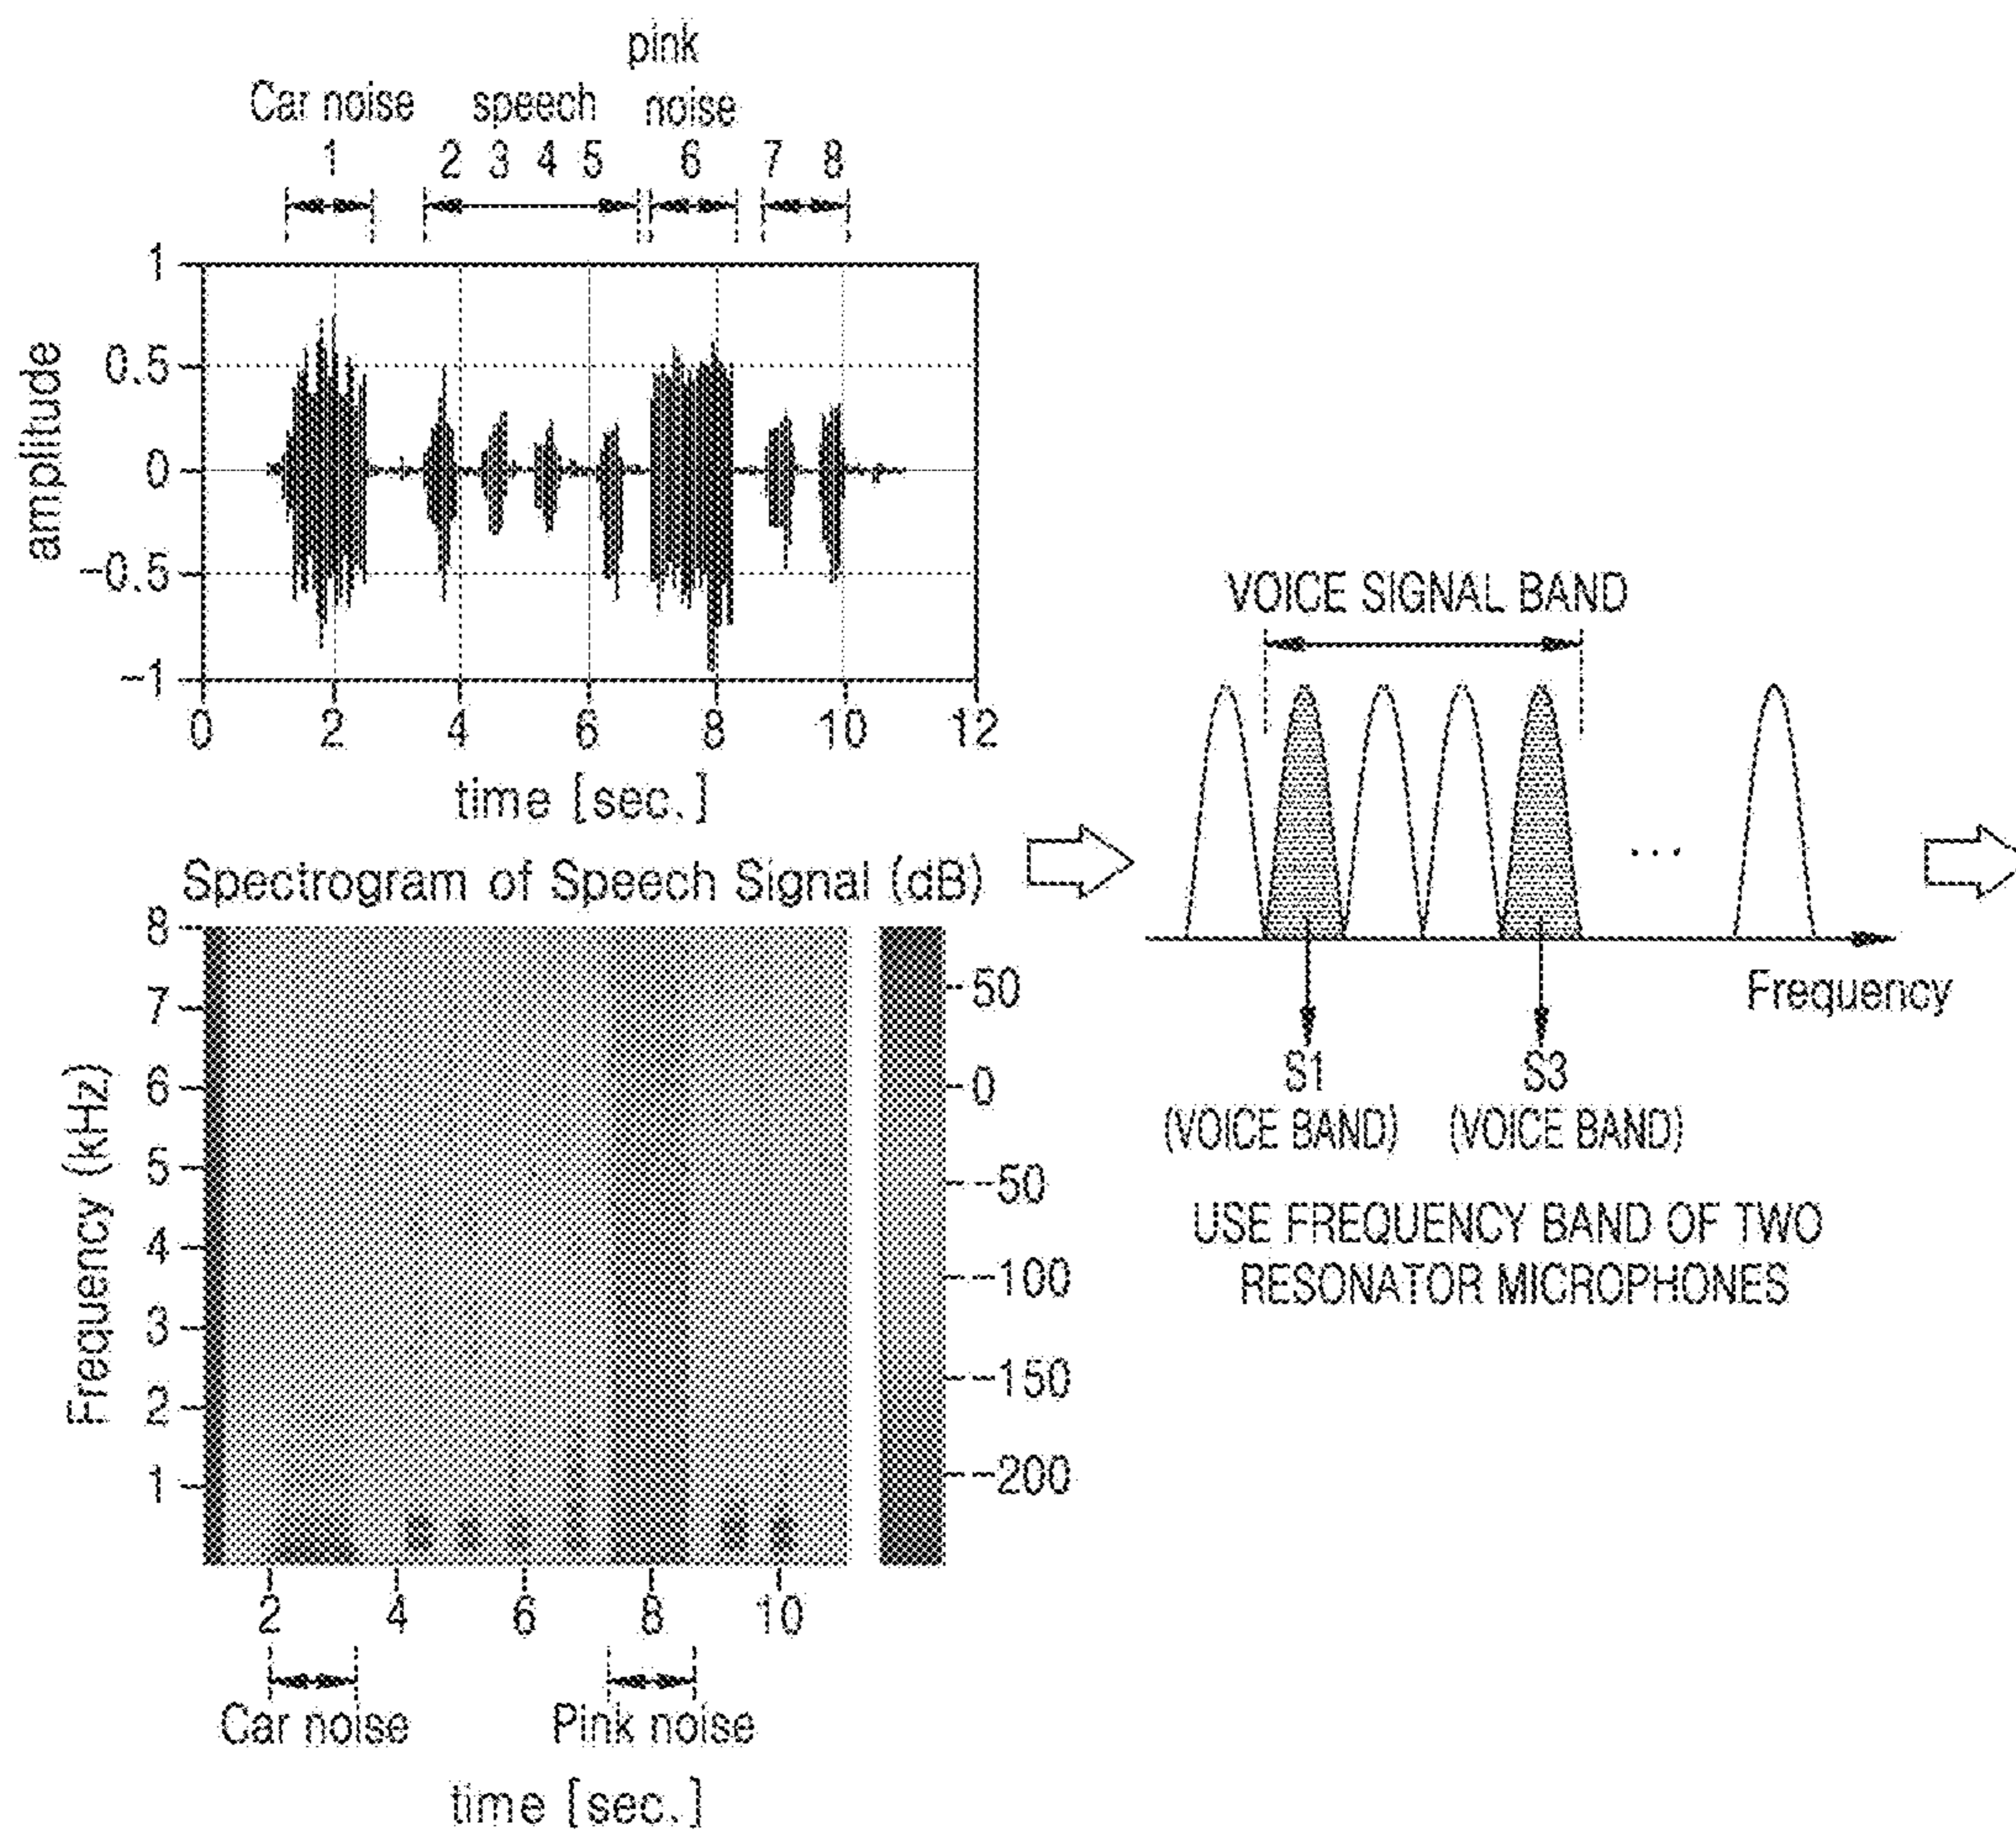 pink
Car noise speech noise
1 2 3 4 5 6 7 8
1
0.5
0
-0.5
-1
amplitude
0 2 4 6 8 10 12
time [sec.]
Spectrogram of Speech Signal (dB)
8
7
6
5
4
3
2
1
Frequency (kHz)
50
0
-50
-100
-150
-200
2 4 6 8 10
Car noise Pink noise
time [sec.]
VOICE SIGNAL BAND
...
Frequency
S1 S3
(VOICE BAND) (VOICE BAND)
USE FREQUENCY BAND OF TWO
RESONATOR MICROPHONES